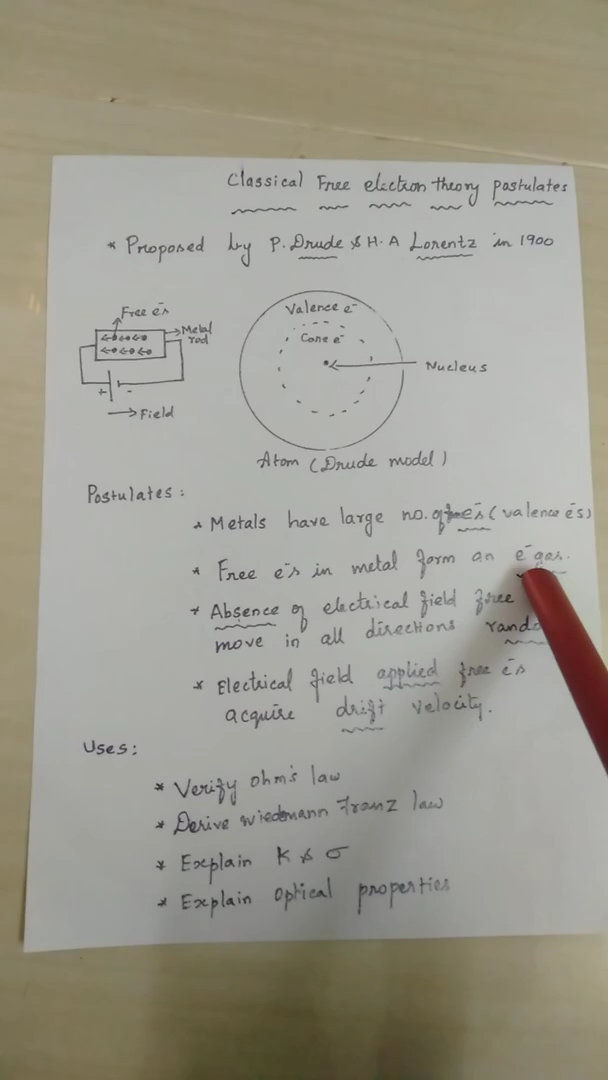 Classical Free electron theory postulates
* Proposed by P. Drude & H.A Lorentz in 1900
Free e⁻s
Metal rod
+ -
→ Field
Valence e⁻
Core e⁻
Nucleus
Atom (Drude model)
Postulates:
* Metals have large no. of e⁻s (valence e⁻s)
* Free e⁻s in metal form an e⁻ gas.
* Absence of electrical field free
move in all directions rando
* Electrical field applied free e⁻s
acquire drift velocity.
Uses:
* Verify ohm's law
* Derive wiedemann Franz law
* Explain K & σ
* Explain optical properties